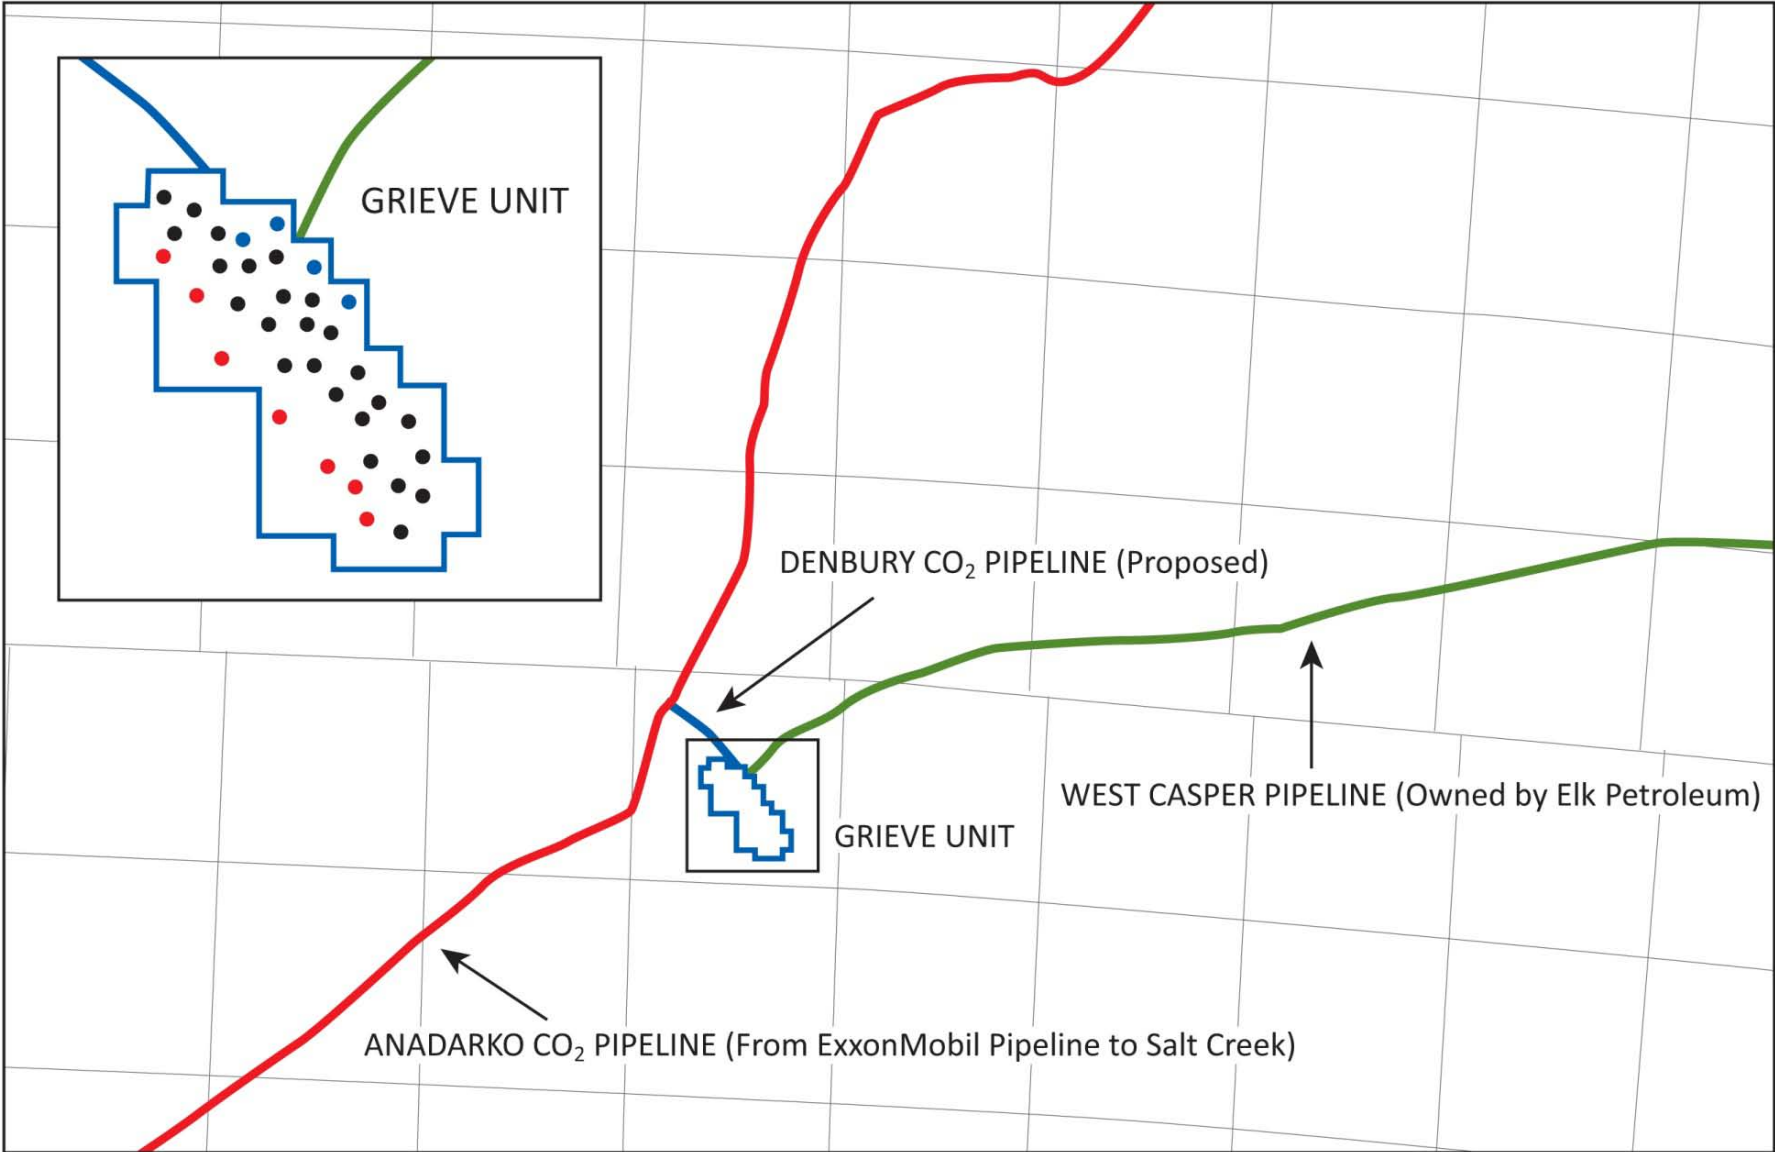 GRIEVE UNIT
DENBURY CO₂ PIPELINE (Proposed)
WEST CASPER PIPELINE (Owned by Elk Petroleum)
GRIEVE UNIT
ANADARKO CO₂ PIPELINE (From ExxonMobil Pipeline to Salt Creek)